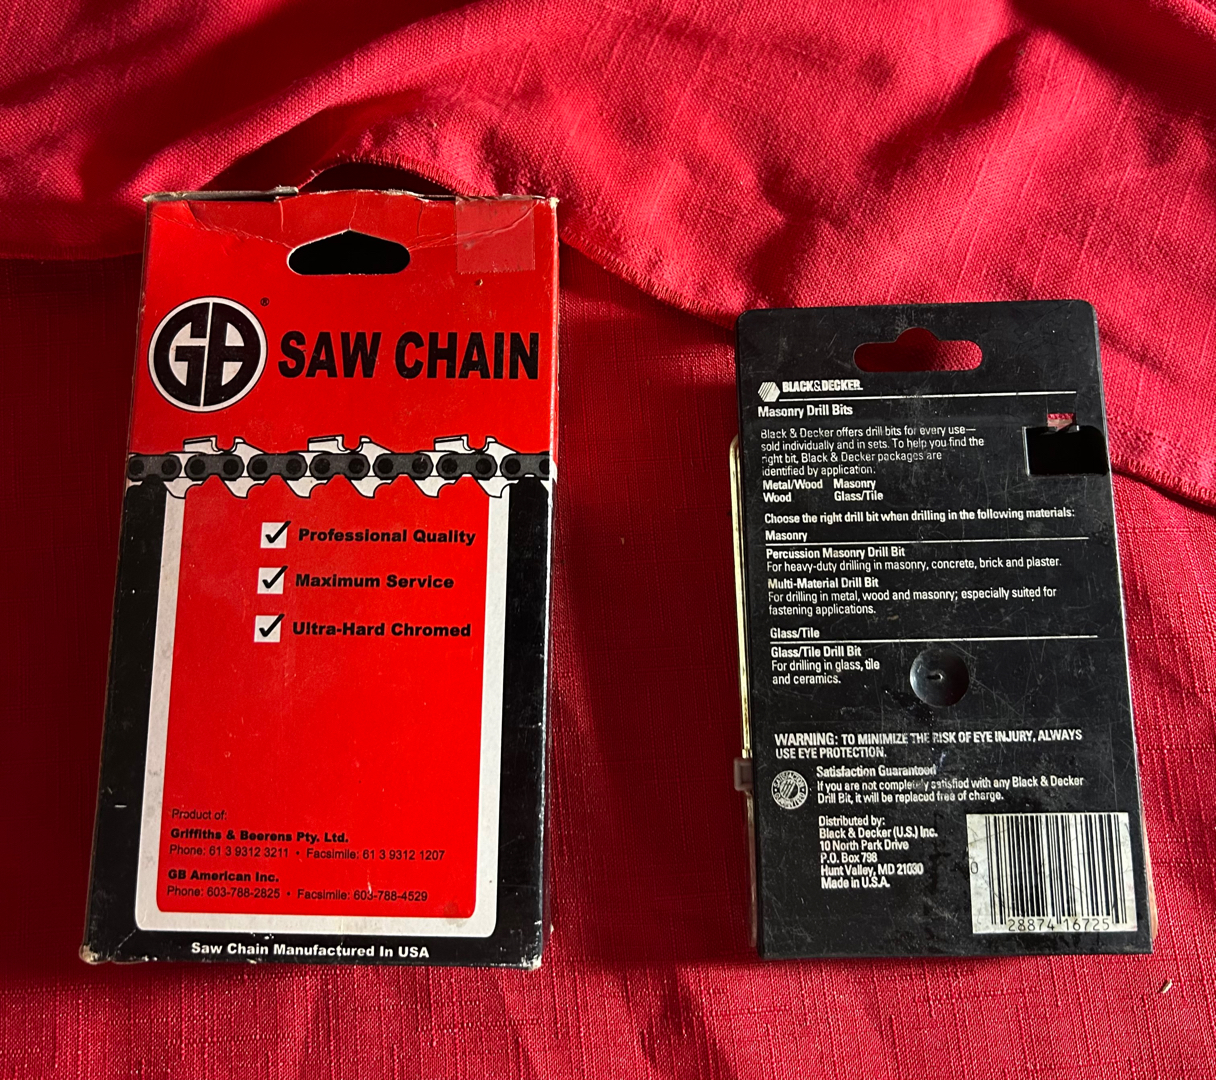 GB
®
SAW CHAIN
Professional Quality
Maximum Service
Ultra-Hard Chromed
Product of:
Griffiths & Beerens Pty. Ltd.
Phone: 61 3 9312 3211 • Facsimile: 61 3 9312 1207
GB American Inc.
Phone: 603-788-2825 • Facsimile: 603-788-4529
Saw Chain Manufactured In USA
BLACK&DECKER.
Masonry Drill Bits
Black & Decker offers drill bits for every use—
sold individually and in sets. To help you find the
right bit, Black & Decker packages are
identified by application:
Metal/Wood Masonry
Wood Glass/Tile
Choose the right drill bit when drilling in the following materials:
Masonry
Percussion Masonry Drill Bit
For heavy-duty drilling in masonry, concrete, brick and plaster.
Multi-Material Drill Bit
For drilling in metal, wood and masonry; especially suited for
fastening applications.
Glass/Tile
Glass/Tile Drill Bit
For drilling in glass, tile
and ceramics.
WARNING: TO MINIMIZE THE RISK OF EYE INJURY, ALWAYS
USE EYE PROTECTION.
Satisfaction Guaranteed
If you are not completely satisfied with any Black & Decker
Drill Bit, it will be replaced free of charge.
Distributed by:
Black & Decker (U.S.) Inc.
10 North Park Drive
P.O. Box 798
Hunt Valley, MD 21030
Made in U.S.A.
0 28874 16725